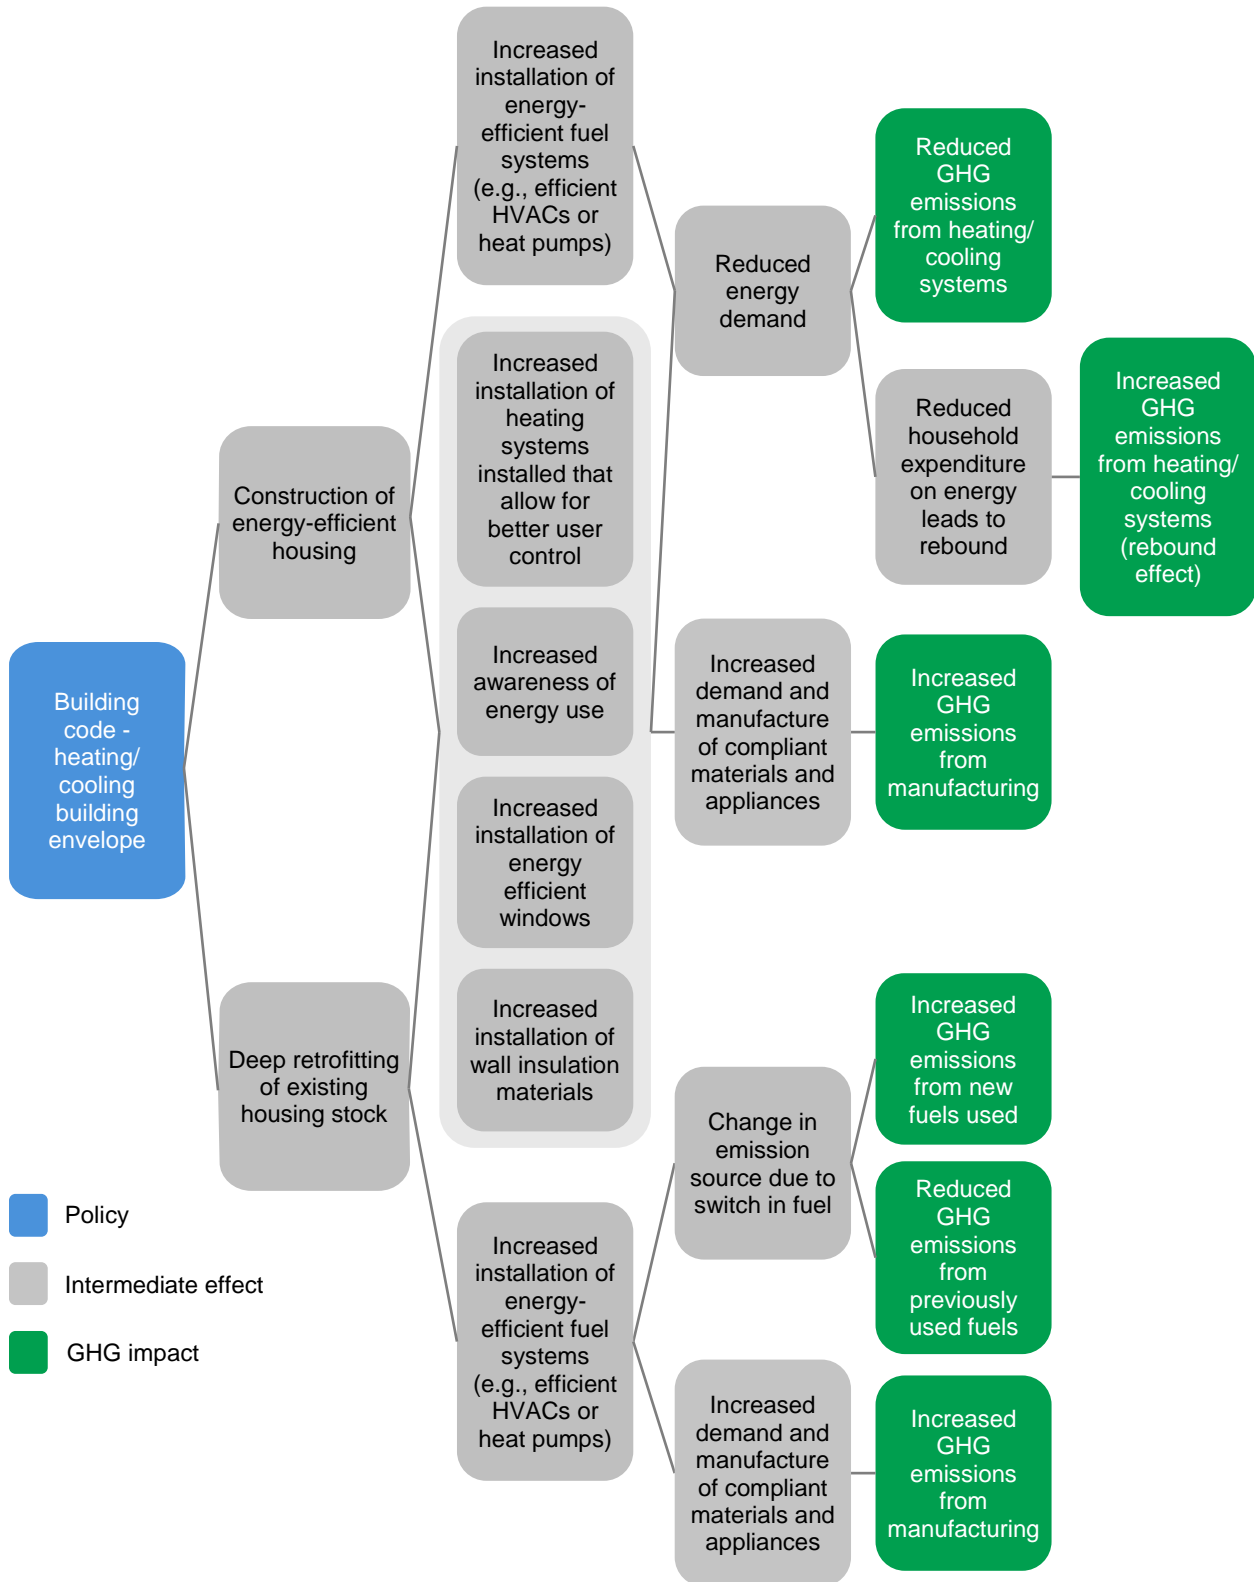 Building
code -
heating/
cooling
building
envelope
Construction of
energy-efficient
housing
Deep retrofitting
of existing
housing stock
Increased
installation of
energy-
efficient fuel
systems
(e.g., efficient
HVACs or
heat pumps)
Increased
installation of
heating
systems
installed that
allow for
better user
control
Increased
awareness of
energy use
Increased
installation of
energy
efficient
windows
Increased
installation of
wall insulation
materials
Increased
installation of
energy-
efficient fuel
systems
(e.g., efficient
HVACs or
heat pumps)
Reduced
energy
demand
Increased
demand and
manufacture
of compliant
materials and
appliances
Change in
emission
source due to
switch in fuel
Increased
demand and
manufacture
of compliant
materials and
appliances
Reduced
GHG
emissions
from heating/
cooling
systems
Reduced
household
expenditure
on energy
leads to
rebound
Increased
GHG
emissions
from heating/
cooling
systems
(rebound
effect)
Increased
GHG
emissions
from
manufacturing
Increased
GHG
emissions
from new
fuels used
Reduced
GHG
emissions
from
previously
used fuels
Increased
GHG
emissions
from
manufacturing
Policy
Intermediate effect
GHG impact